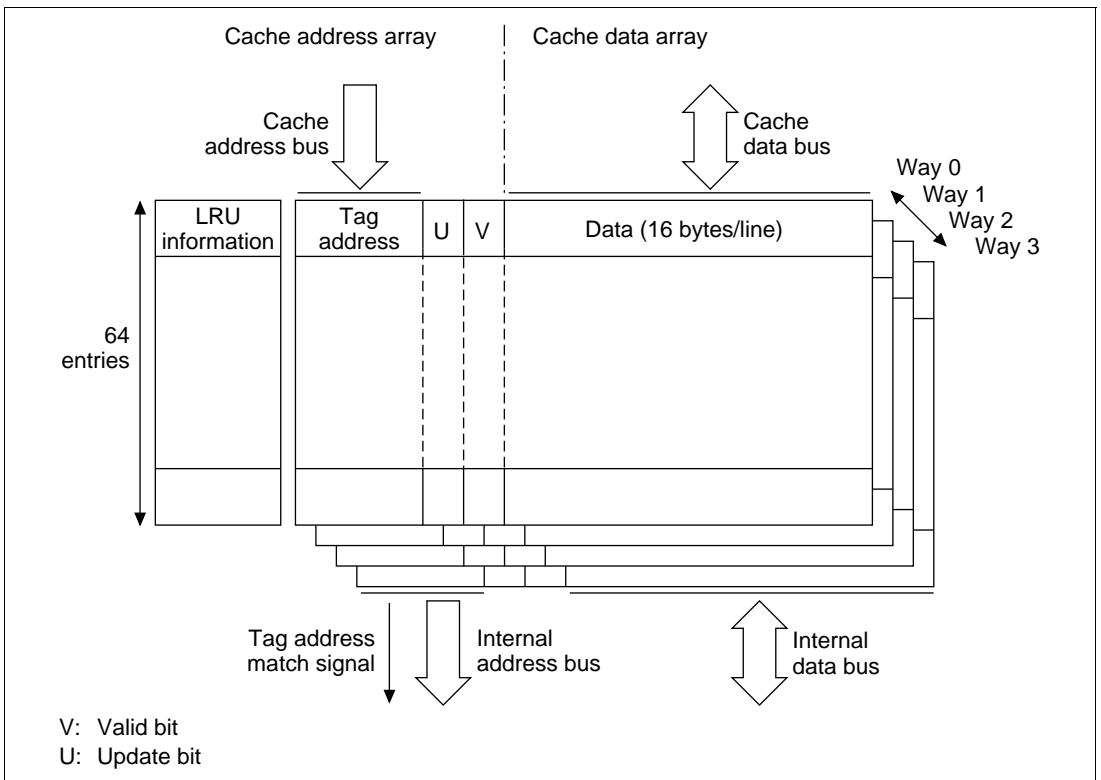 Cache address array
Cache data array
Cache
address bus
Cache
data bus
Way 0
Way 1
Way 2
Way 3
LRU
information
Tag
address
U
V
Data (16 bytes/line)
64
entries
Tag address
match signal
Internal
address bus
Internal
data bus
V: Valid bit
U: Update bit